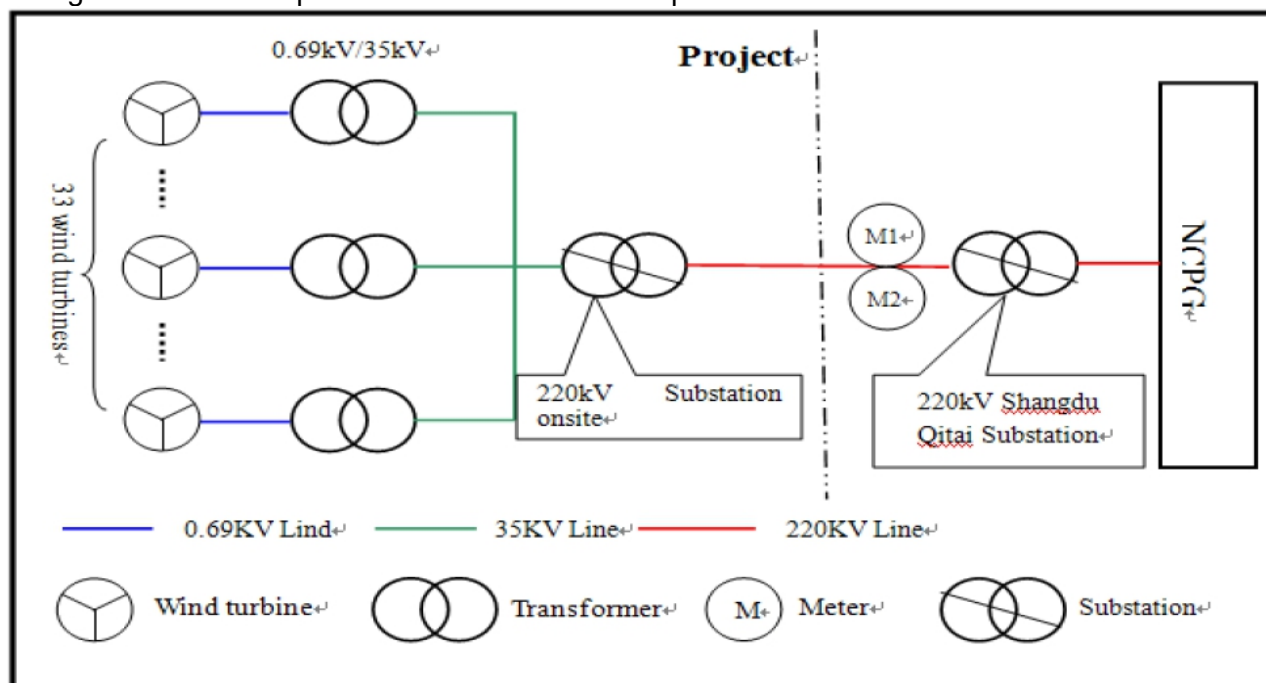 0.69kV/35kV↵
Project↵
33 wind turbines↵
M1↵
M2↵
NCPG↵
220kV Substation
onsite↵
220kV Shangdu
Qitai Substation↵
0.69KV Lind↵ 35KV Line↵ 220KV Line↵
Wind turbine↵ Transformer↵ M↵ Meter↵ Substation↵